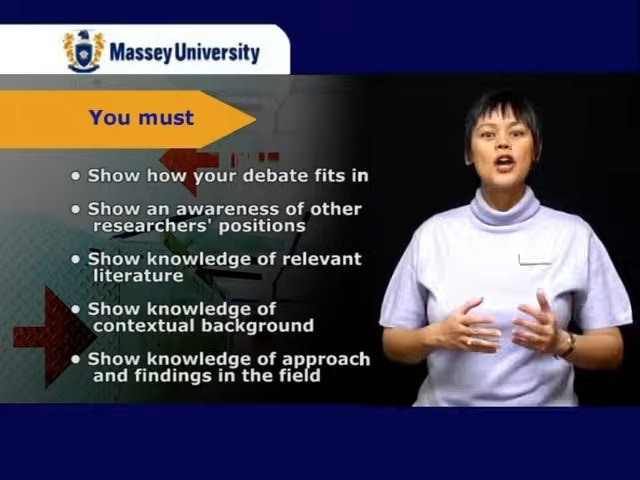 Massey University
You must
• Show how your debate fits in
• Show an awareness of other
researchers' positions
• Show knowledge of relevant
literature
• Show knowledge of
contextual background
• Show knowledge of approach
and findings in the field